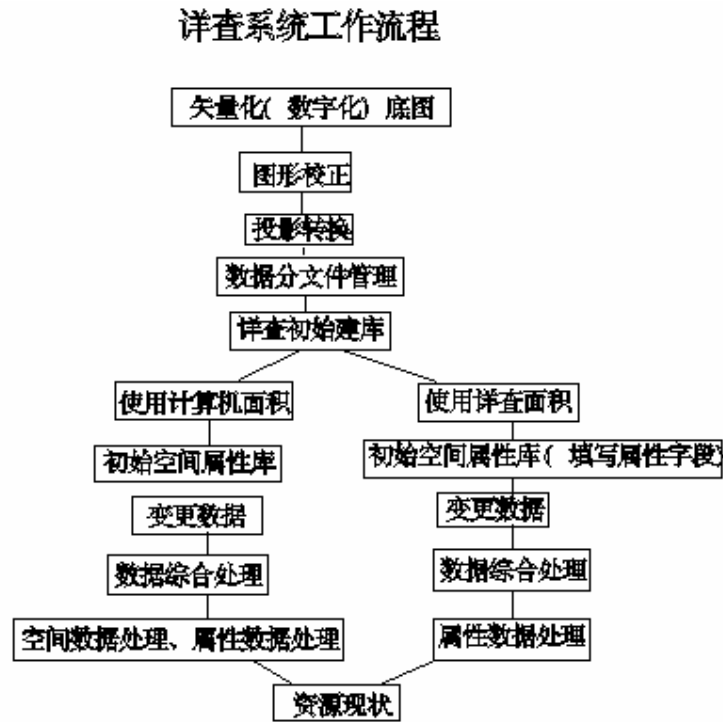 详查系统工作流程
矢量化( 数字化) 底图
图形校正
投影转换
数据分文件管理
详查初始建库
使用计算机面积
使用详查面积
初始空间属性库
初始空间属性库( 填写属性字段)
变更数据
变更数据
数据综合处理
数据综合处理
空间数据处理、属性数据处理
属性数据处理
资源现状